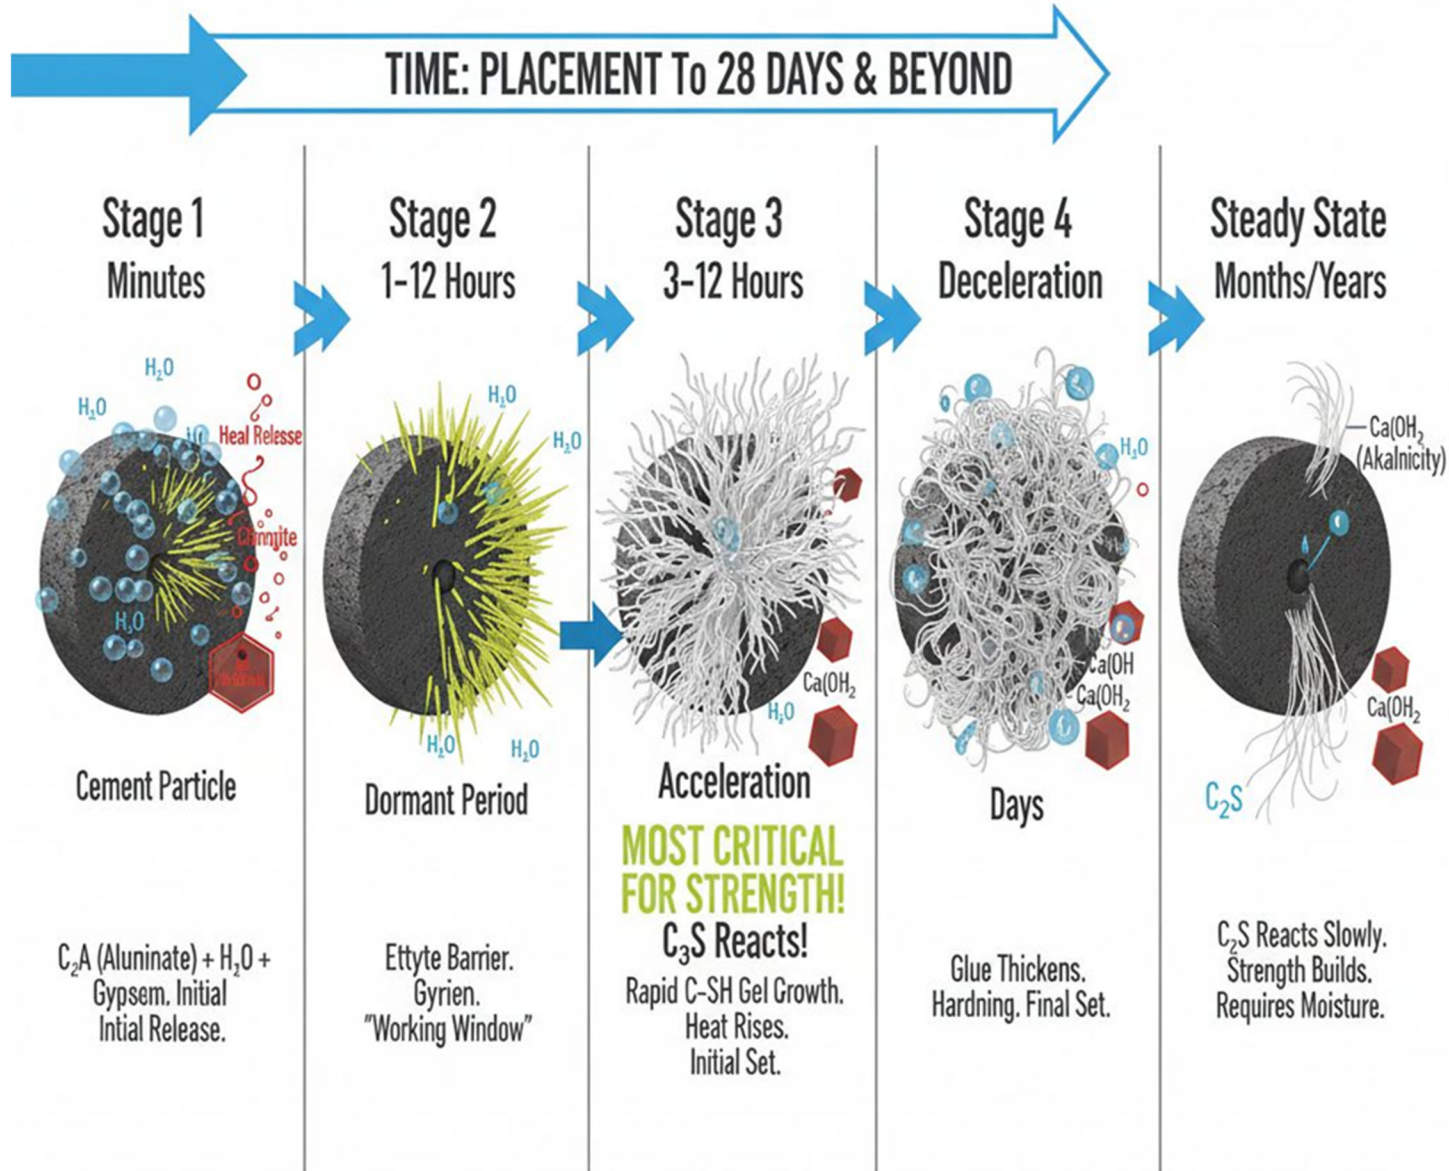 TIME: PLACEMENT To 28 DAYS & BEYOND
Stage 1
Minutes
H₂O
H₂O
Heal Relesse
H₂O
Cement Particle
C₂A (Aluninate) + H₂O +
Gypsem. Initial
Intial Release.
Stage 2
1–12 Hours
H₂O
H₂O
H₂O
H₂O
Dormant Period
Ettyte Barrier.
Gyrien.
"Working Window"
Stage 3
3–12 Hours
Ca(OH₂
H₂O
Acceleration
MOST CRITICAL
FOR STRENGTH!
C₃S Reacts!
Rapid C–SH Gel Growth.
Heat Rises.
Initial Set.
Stage 4
Deceleration
H₂O
Ca(OH
Ca(OH₂
Days
Glue Thickens.
Hardning. Final Set.
Steady State
Months/Years
Ca(OH₂
(Akalnicity)
Ca(OH₂
C₂S
C₂S Reacts Slowly.
Strength Builds.
Requires Moisture.